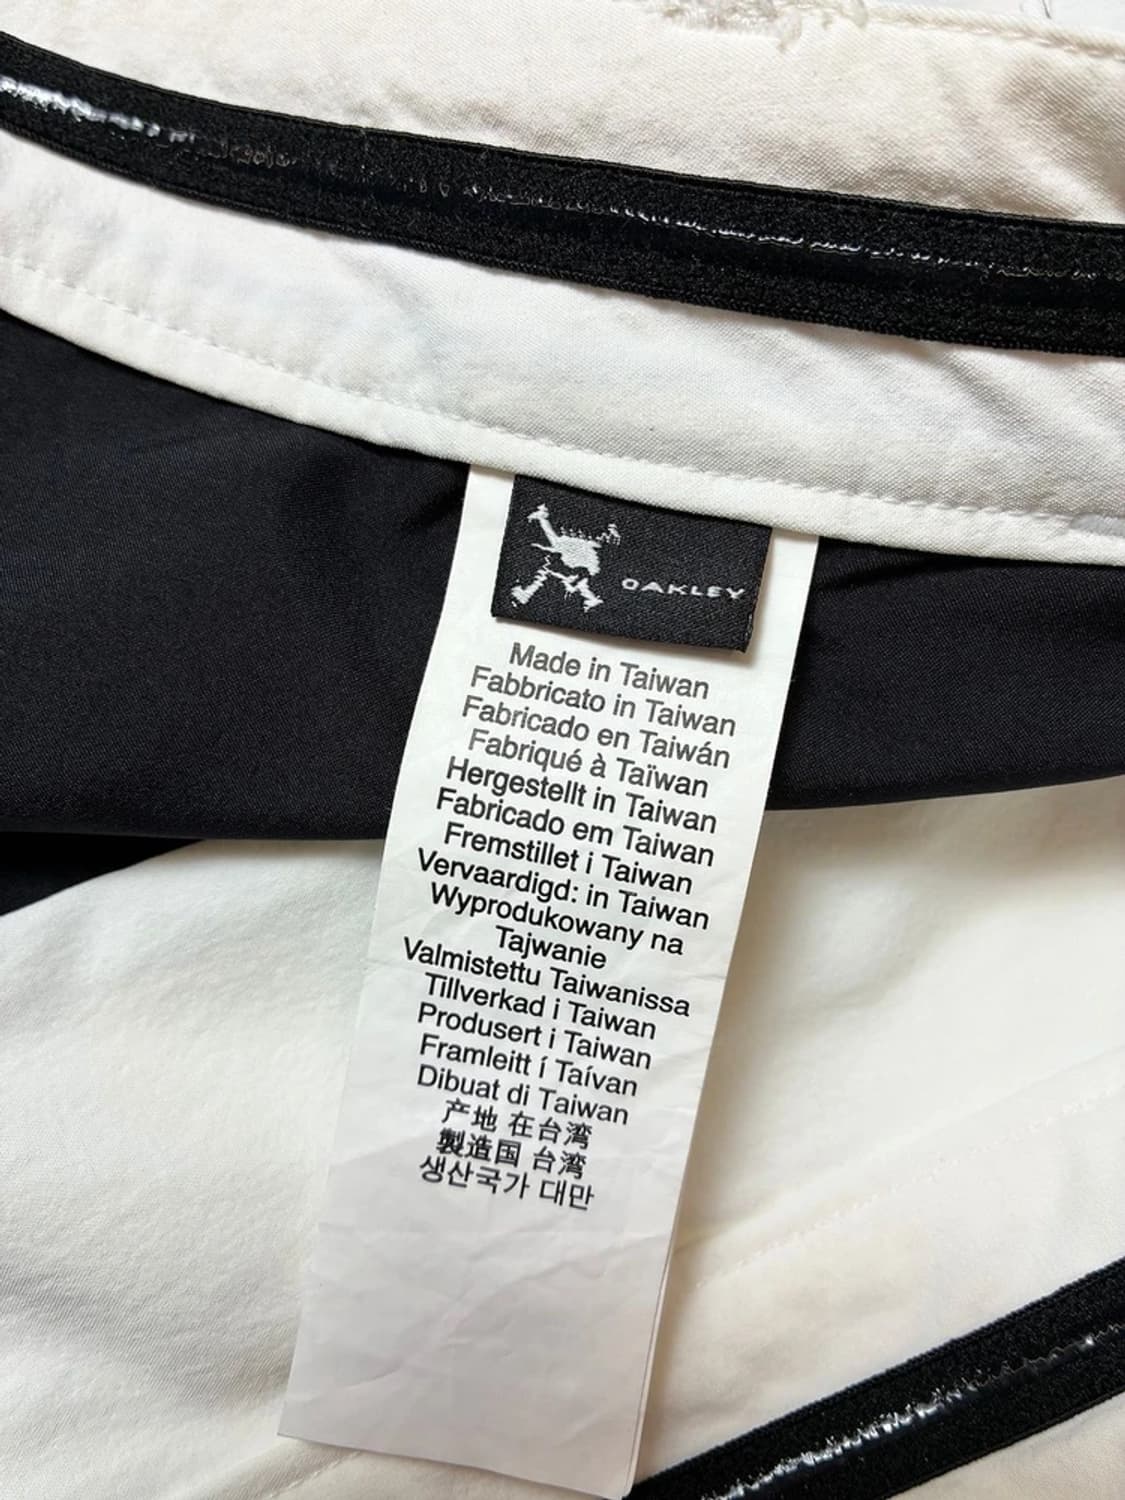 OAKLEY
Made in Taiwan
Fabbricato in Taiwan
Fabricado en Taiwán
Fabriqué à Taïwan
Hergestellt in Taiwan
Fabricado em Taiwan
Fremstillet i Taiwan
Vervaardigd: in Taiwan
Wyprodukowany na
Tajwanie
Valmistettu Taiwanissa
Tillverkad i Taiwan
Produsert i Taiwan
Framleitt í Taívan
Dibuat di Taiwan
产地 在台湾
製造国 台湾
생산국가 대만